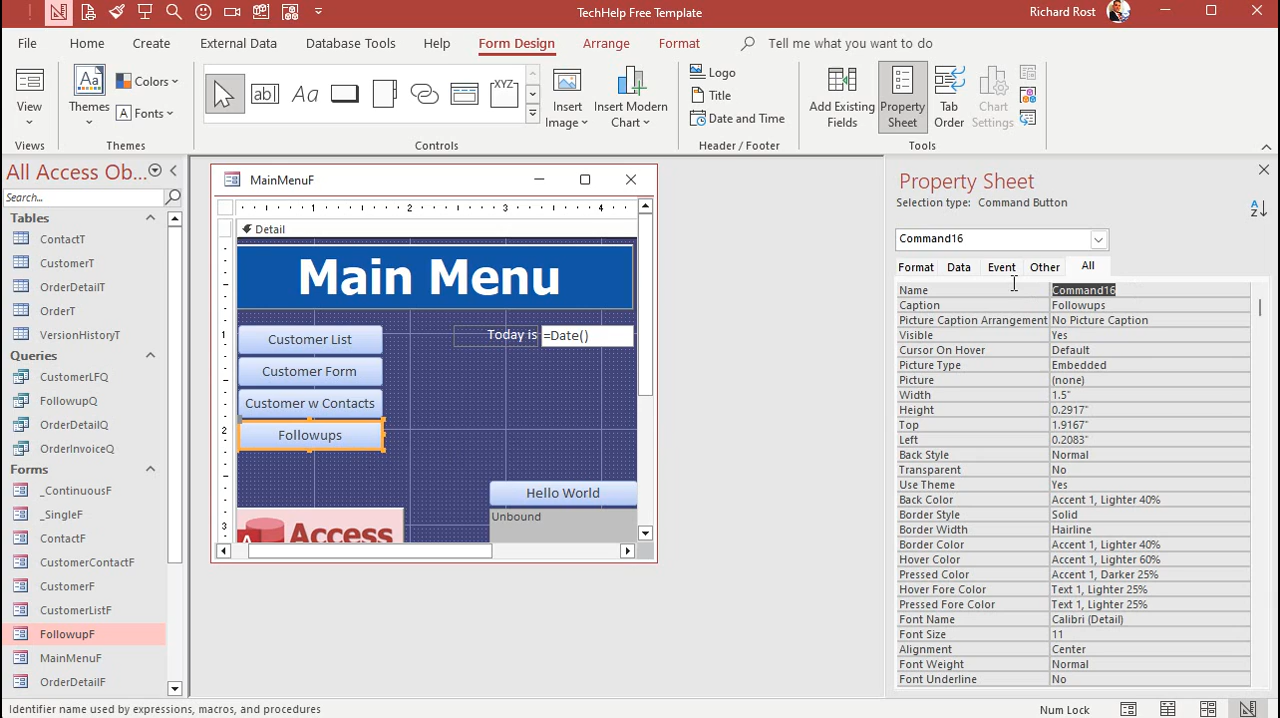 TechHelp Free Template
Richard Rost
File Home Create External Data Database Tools Help Form Design Arrange Format Tell me what you want to do
View
Views
Themes
Colors
Fonts
Themes
ab
Aa
XYZ
Controls
Insert Image
Insert Modern Chart
Logo
Title
Date and Time
Header / Footer
Add Existing Fields
Property Sheet
Tab Order
Chart Settings
Tools
All Access Ob...
Search...
Tables
ContactT
CustomerT
OrderDetailT
OrderT
VersionHistoryT
Queries
CustomerLFQ
FollowupQ
OrderDetailQ
OrderInvoiceQ
Forms
_ContinuousF
_SingleF
ContactF
CustomerContactF
CustomerF
CustomerListF
FollowupF
MainMenuF
OrderDetailF
MainMenuF
1 2 3 4
Detail
Main Menu
1
2
3
Customer List
Today is =Date()
Customer Form
Customer w Contacts
Followups
Hello World
Unbound
A Access
Property Sheet
Selection type: Command Button
AZ
Command16
Format Data Event Other All
Name Command16
Caption Followups
Picture Caption Arrangement No Picture Caption
Visible Yes
Cursor On Hover Default
Picture Type Embedded
Picture (none)
Width 1.5"
Height 0.2917"
Top 1.9167"
Left 0.2083"
Back Style Normal
Transparent No
Use Theme Yes
Back Color Accent 1, Lighter 40%
Border Style Solid
Border Width Hairline
Border Color Accent 1, Lighter 40%
Hover Color Accent 1, Lighter 60%
Pressed Color Accent 1, Darker 25%
Hover Fore Color Text 1, Lighter 25%
Pressed Fore Color Text 1, Lighter 25%
Font Name Calibri (Detail)
Font Size 11
Alignment Center
Font Weight Normal
Font Underline No
Identifier name used by expressions, macros, and procedures
Num Lock